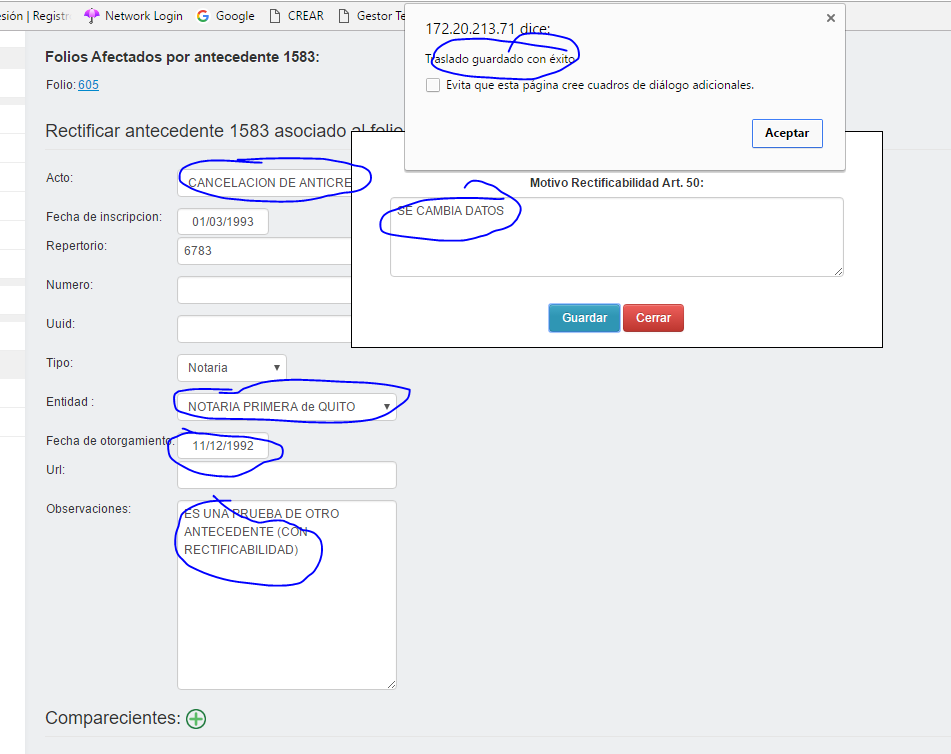 esión | Registr
Network Login
Google
CREAR
Gestor Te
172.20.213.71 dice:
Traslado guardado con éxito
Evita que esta página cree cuadros de diálogo adicionales.
Aceptar
Folios Afectados por antecedente 1583:
Folio: 605
Rectificar antecedente 1583 asociado al folio
Motivo Rectificabilidad Art. 50:
SE CAMBIA DATOS
Guardar
Cerrar
Acto:
CANCELACION DE ANTICRE
Fecha de inscripcion:
01/03/1993
Repertorio:
6783
Numero:
Uuid:
Tipo:
Notaria
Entidad :
NOTARIA PRIMERA de QUITO
Fecha de otorgamiento:
11/12/1992
Url:
Observaciones:
ES UNA PRUEBA DE OTRO
ANTECEDENTE (CON
RECTIFICABILIDAD)
Comparecientes: